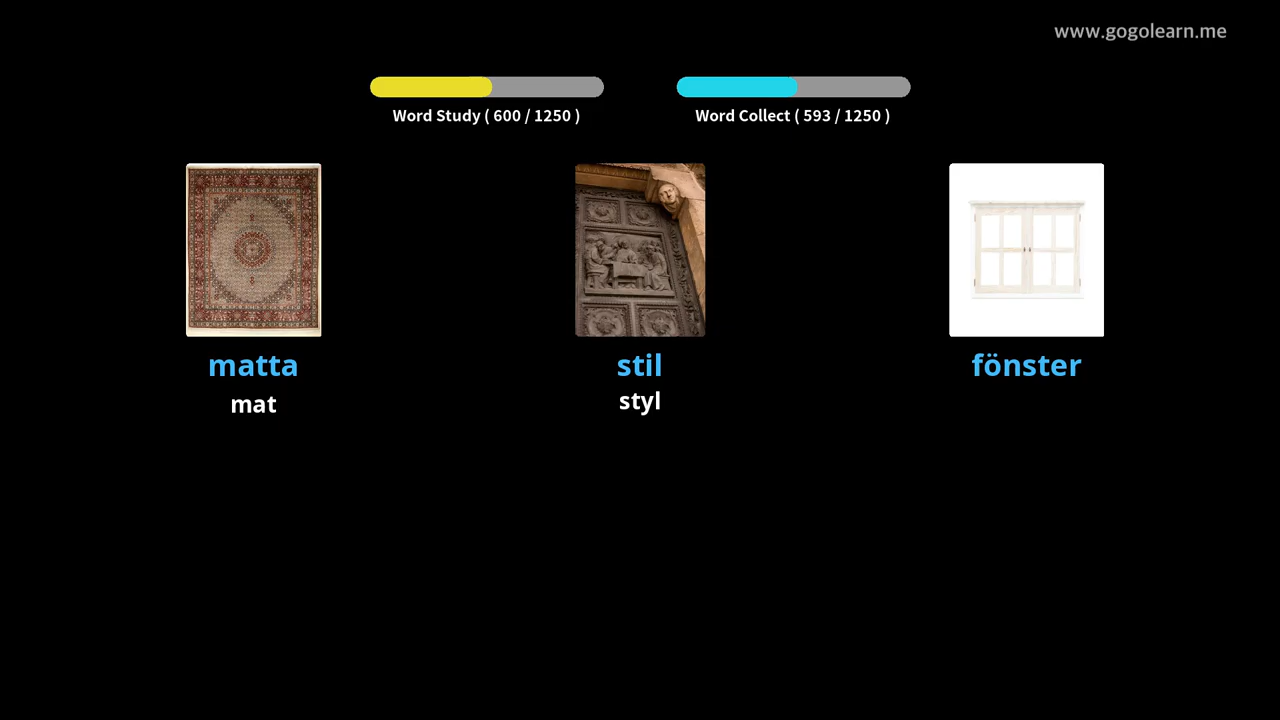 www.gogolearn.me
Word Study ( 600 / 1250 )
Word Collect ( 593 / 1250 )
matta
mat
stil
styl
fönster